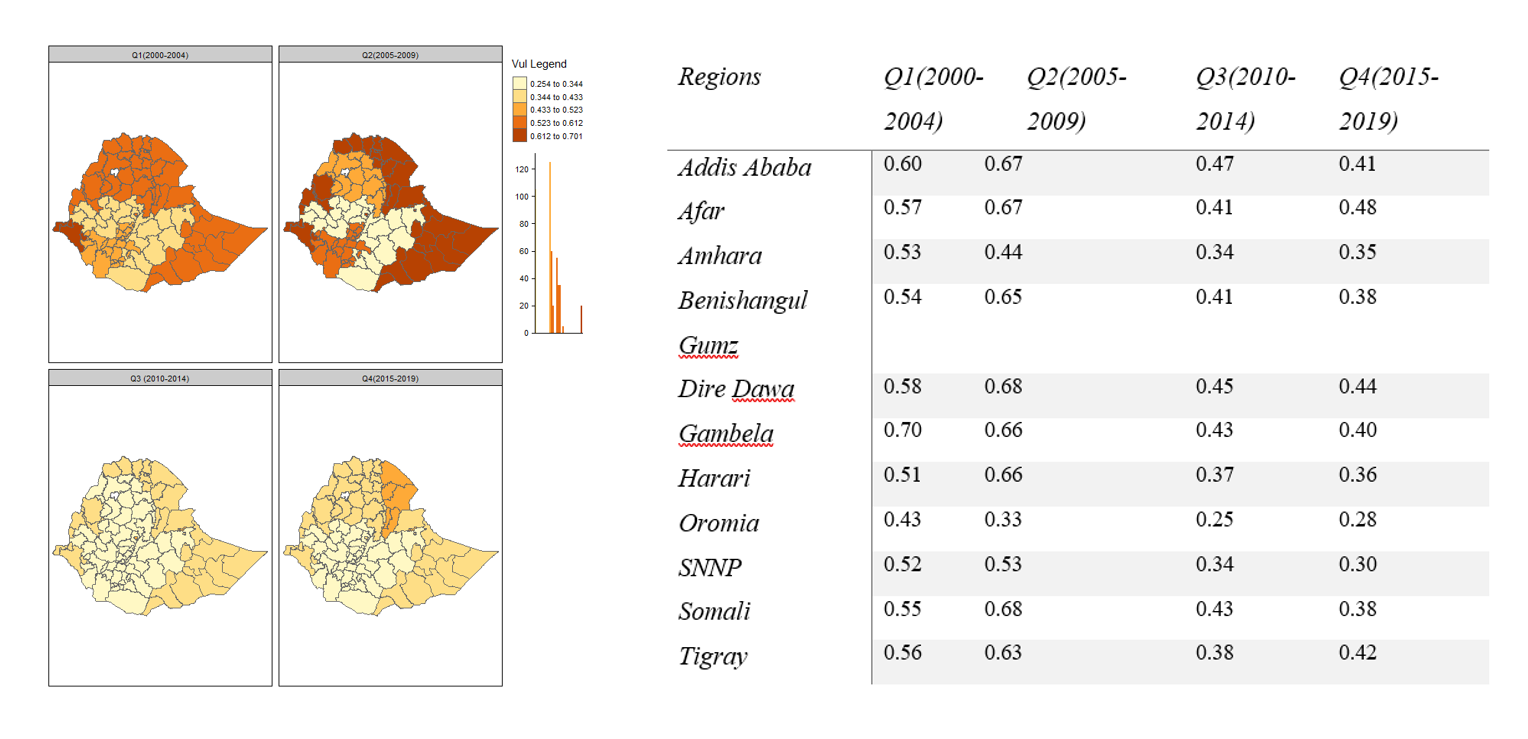 Q1(2000-2004)
Q2(2005-2009)
Vul Legend
0.254 to 0.344
0.344 to 0.433
0.433 to 0.523
0.523 to 0.612
0.612 to 0.701
120
100
80
60
40
20
0
Q3 (2010-2014)
Q4(2015-2019)
Regions Q1(2000- Q2(2005- Q3(2010- Q4(2015-
2004) 2009) 2014) 2019)
Addis Ababa 0.60 0.67 0.47 0.41
Afar 0.57 0.67 0.41 0.48
Amhara 0.53 0.44 0.34 0.35
Benishangul 0.54 0.65 0.41 0.38
Gumz
Dire Dawa 0.58 0.68 0.45 0.44
Gambela 0.70 0.66 0.43 0.40
Harari 0.51 0.66 0.37 0.36
Oromia 0.43 0.33 0.25 0.28
SNNP 0.52 0.53 0.34 0.30
Somali 0.55 0.68 0.43 0.38
Tigray 0.56 0.63 0.38 0.42